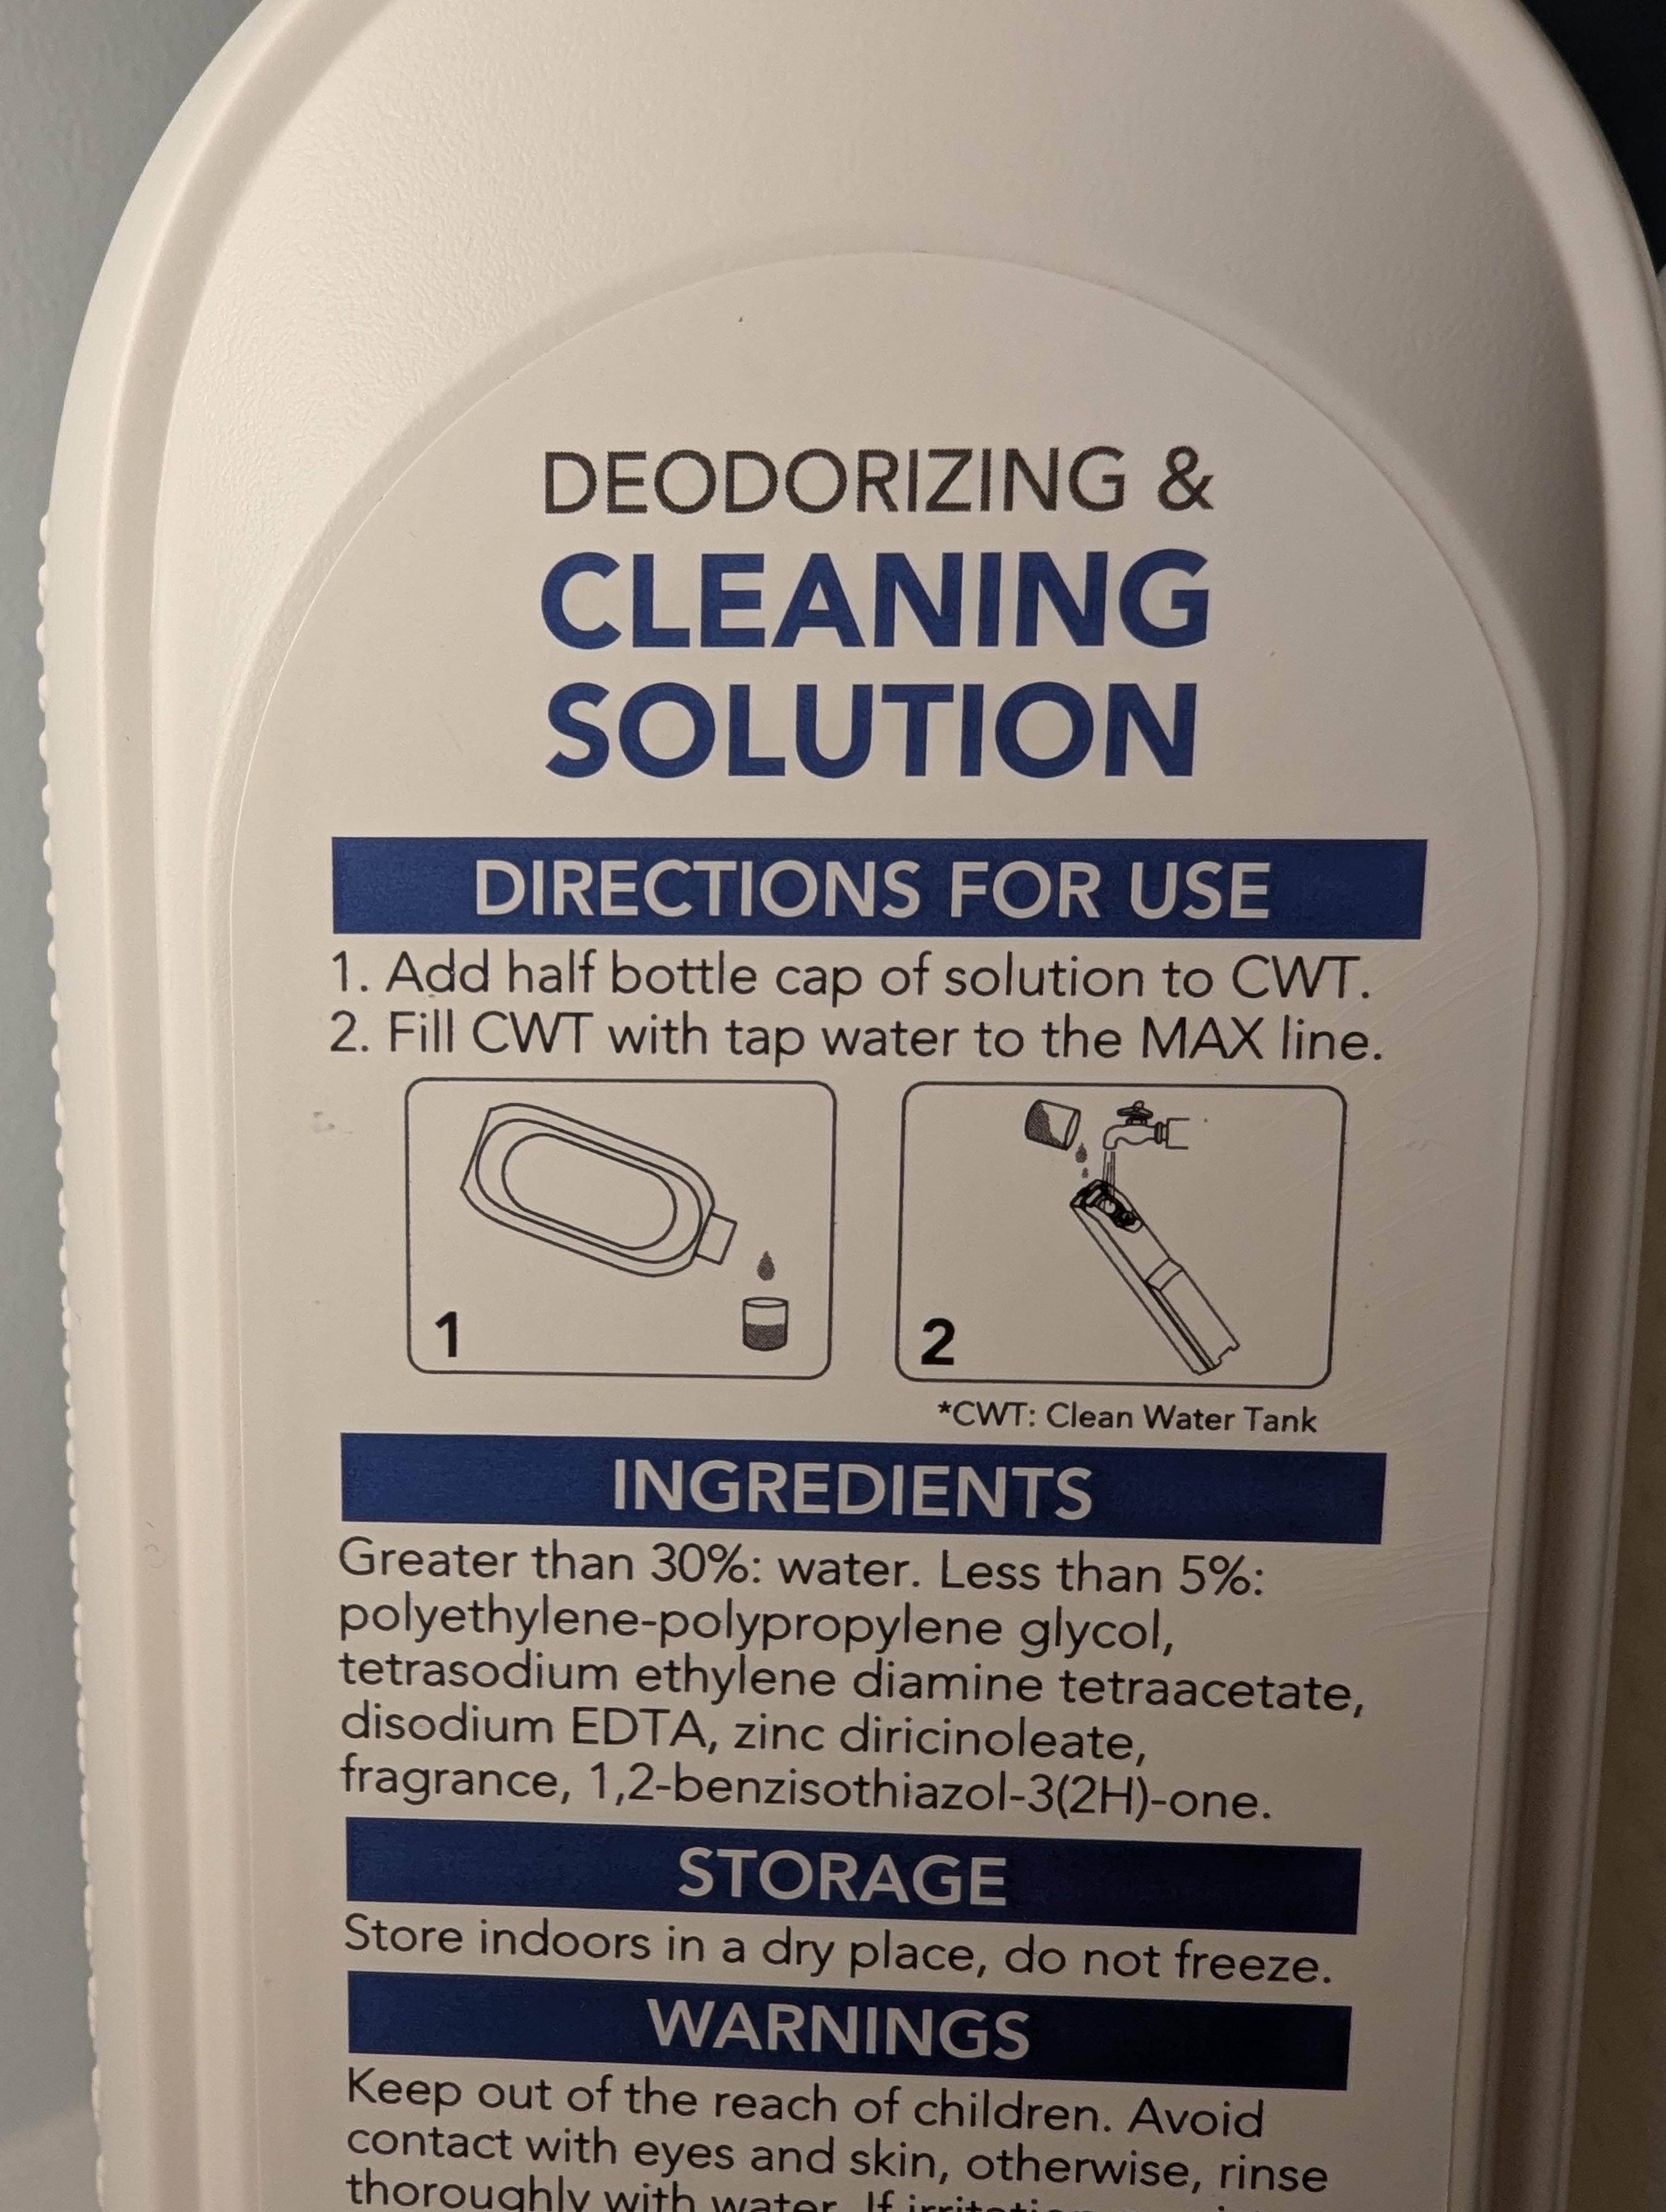 DEODORIZING &
CLEANING
SOLUTION
DIRECTIONS FOR USE
1. Add half bottle cap of solution to CWT.
2. Fill CWT with tap water to the MAX line.
1
2
*CWT: Clean Water Tank
INGREDIENTS
Greater than 30%: water. Less than 5%:
polyethylene-polypropylene glycol,
tetrasodium ethylene diamine tetraacetate,
disodium EDTA, zinc diricinoleate,
fragrance, 1,2-benzisothiazol-3(2H)-one.
STORAGE
Store indoors in a dry place, do not freeze.
WARNINGS
Keep out of the reach of children. Avoid
contact with eyes and skin, otherwise, rinse
thoroughly with water. If